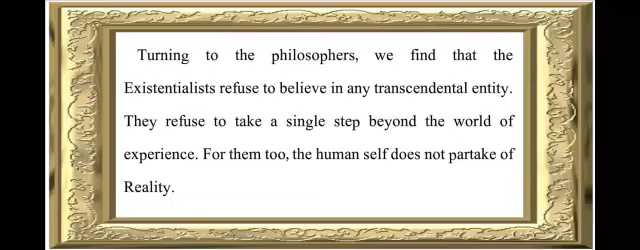 Turning to the philosophers, we find that the
Existentialists refuse to believe in any transcendental entity.
They refuse to take a single step beyond the world of
experience. For them too, the human self does not partake of
Reality.